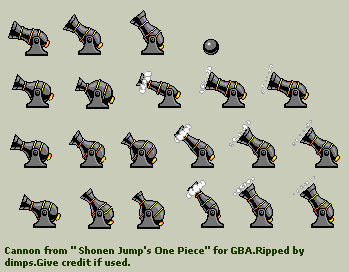 Cannon from " Shonen Jump's One Piece" for GBA.Ripped by
dimps.Give credit if used.